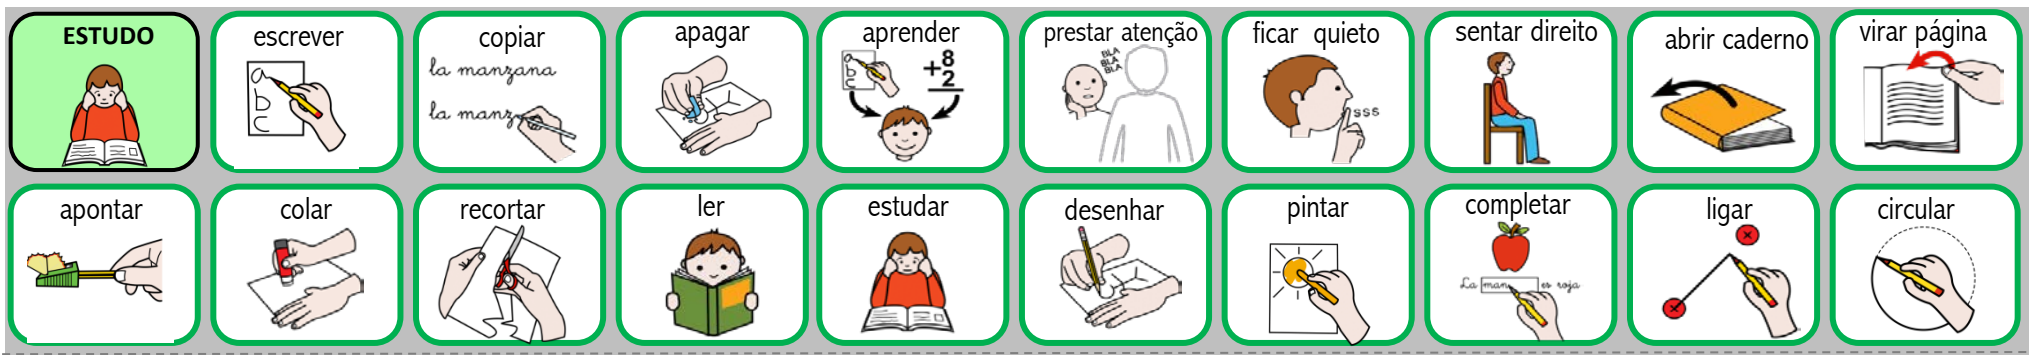 ESTUDO
escrever
a
b
c
copiar
la manzana
la manz
apagar
aprender
a
b
c
+8
2
prestar atenção
BLA
BLA
BLA
ficar quieto
sss
sentar direito
abrir caderno
virar página
apontar
colar
recortar
ler
estudar
desenhar
pintar
completar
La man es roja
ligar
circular